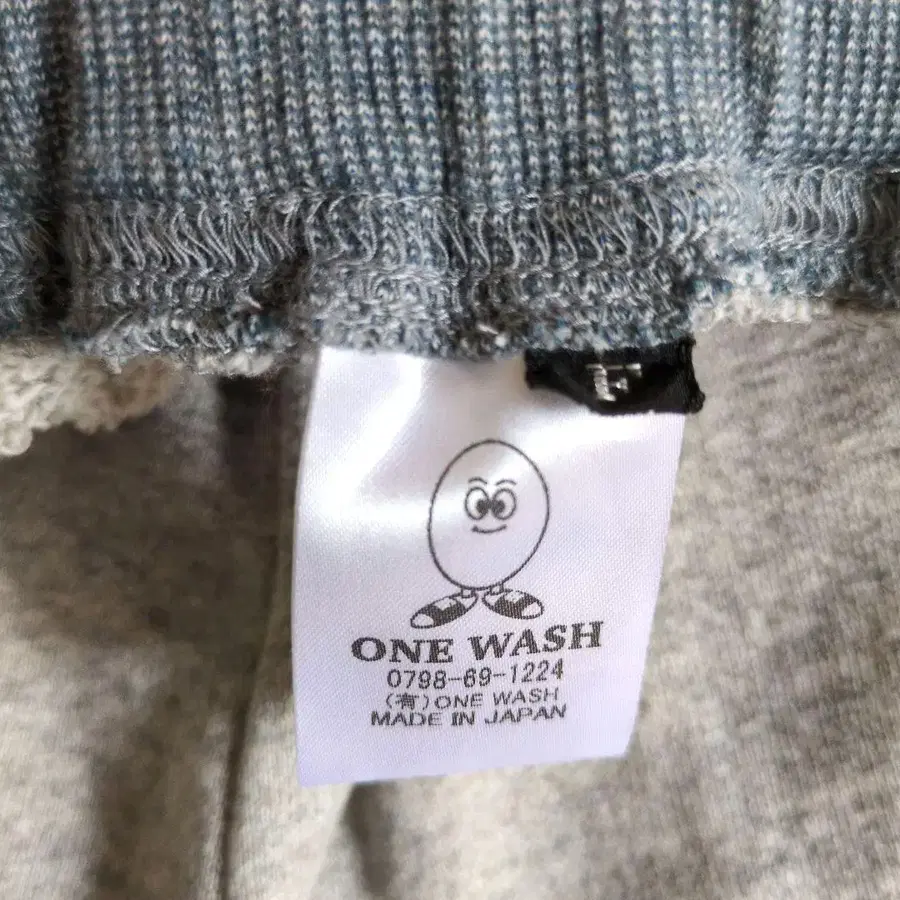 ONE WASH
0798-69-1224
(有)ONE WASH
MADE IN JAPAN